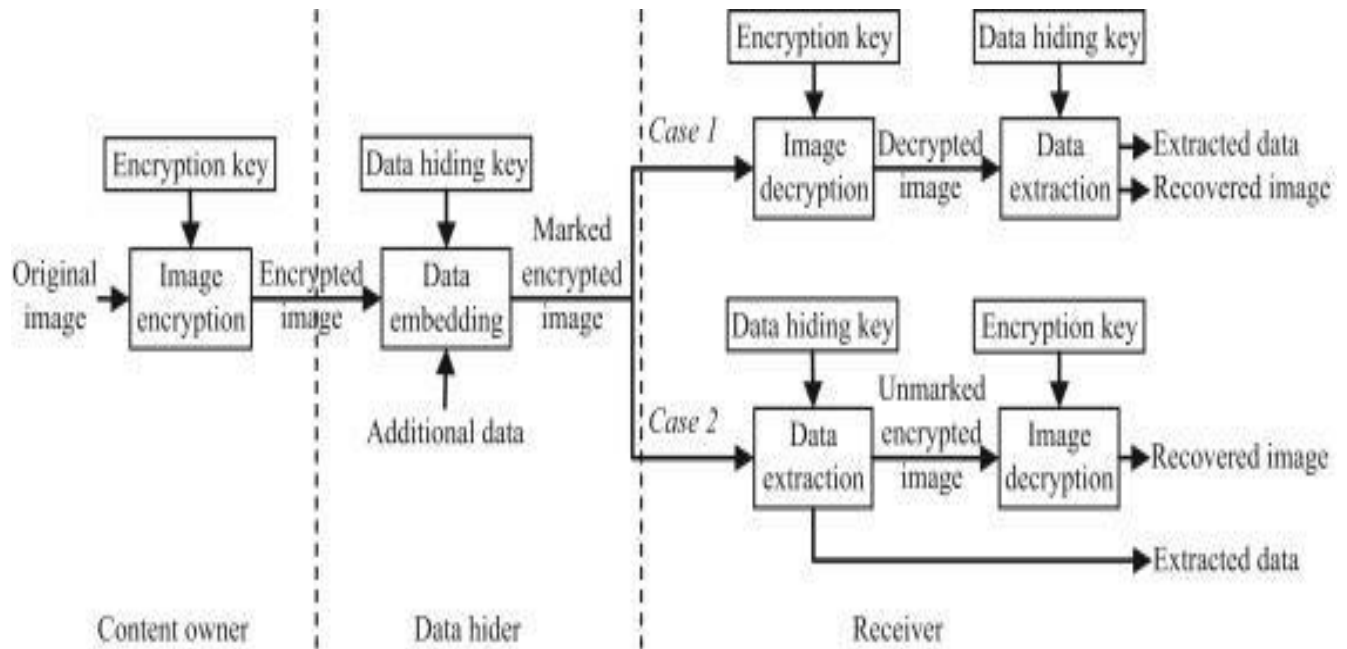 Encryption key
Data hiding key
Case 1
Image
decryption
Decrypted
image
Data
extraction
Extracted data
Recovered image
Encryption key
Data hiding key
Original
image
Image
encryption
Encrypted
image
Data
embedding
Marked
encrypted
image
Additional data
Data hiding key
Encryption key
Case 2
Data
extraction
Unmarked
encrypted
image
Image
decryption
Recovered image
Extracted data
Content owner
Data hider
Receiver